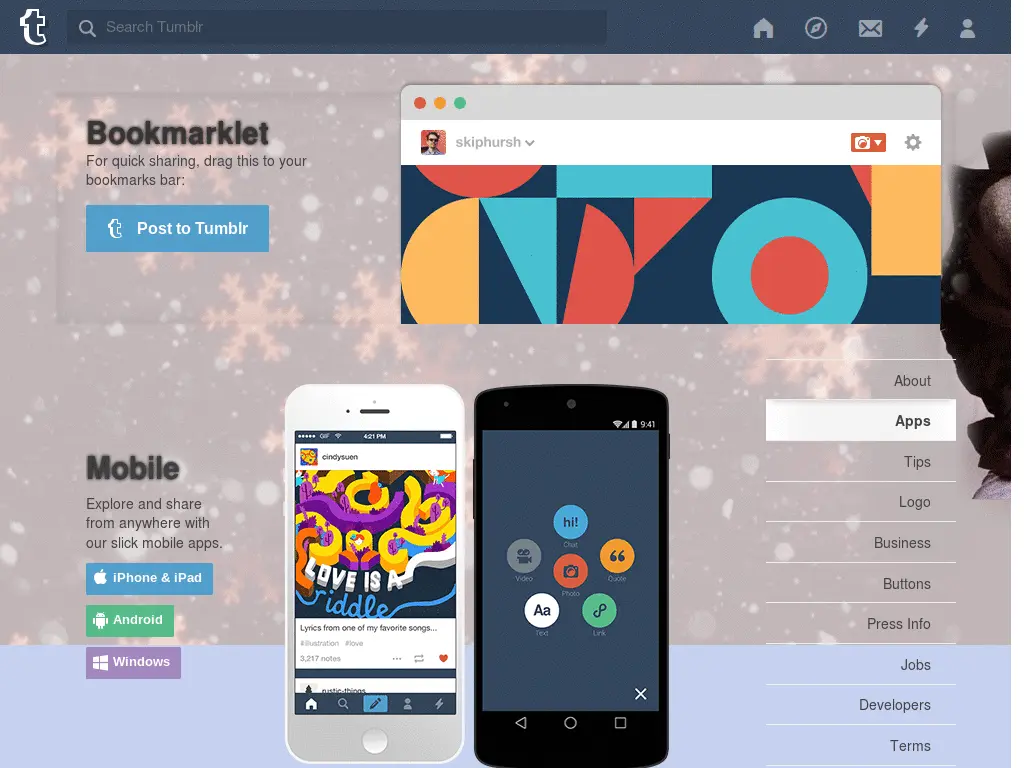 Search Tumblr
Bookmarklet
For quick sharing, drag this to your
bookmarks bar:
Post to Tumblr
skiphursh
About
Apps
Tips
Logo
Business
Buttons
Press Info
Jobs
Developers
Terms
Mobile
Explore and share
from anywhere with
our slick mobile apps.
iPhone & iPad
Android
Windows
GIF 4:21 PM
cindysuen
LOVE IS A
riddle
Lyrics from one of my favorite songs...
#illustration #love
3,217 notes
rustic-things
9:41
hi!
Chat
Video
Quote
Photo
Aa
Text
Link